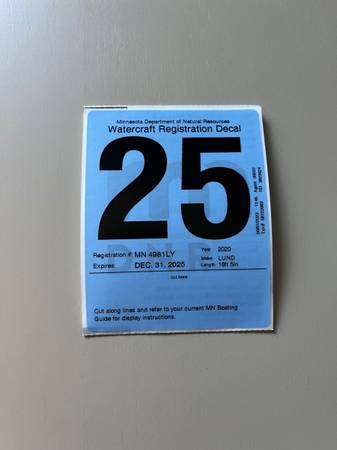 Minnesota Department of Natural Resources
Watercraft Registration Decal
25
Year 2020
Registration #: MN 4981LY Make LUND
Expires: DEC. 31, 2025 Length 16ft 5in
cut here
Cut along lines and refer to your current MN Boating
Guide for display instructions.